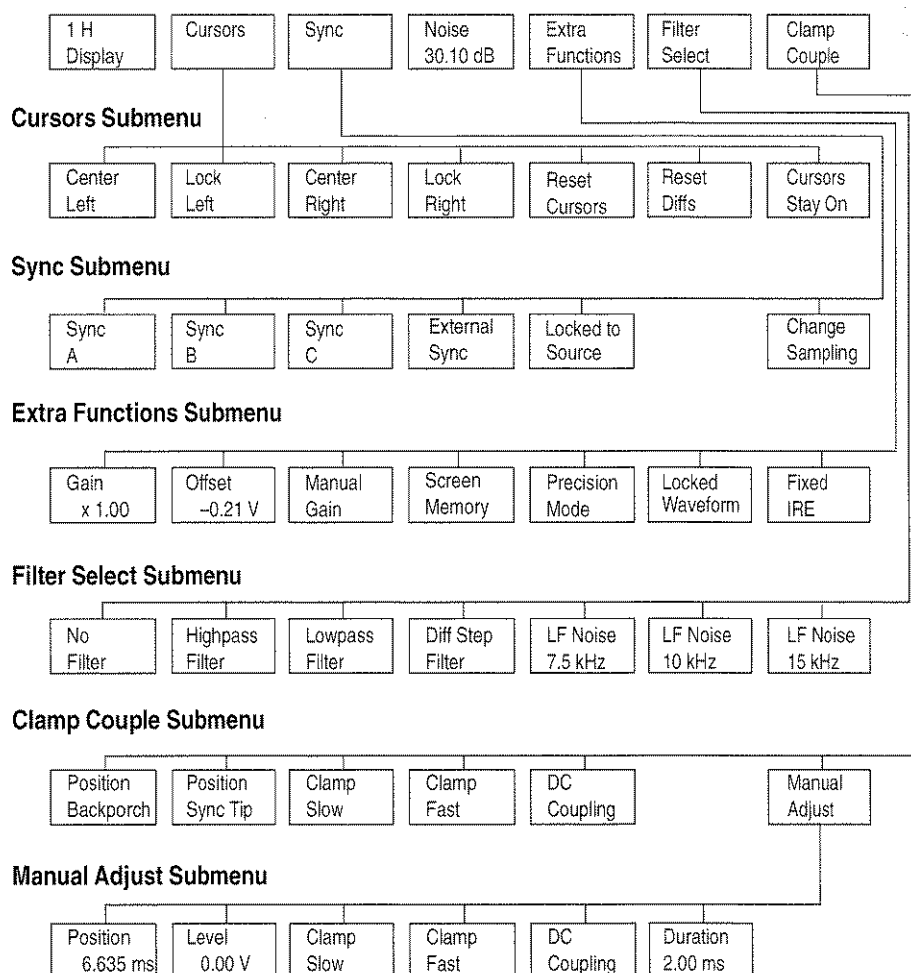 1 H
Display
Cursors
Sync
Noise
30.10 dB
Extra
Functions
Filter
Select
Clamp
Couple
Cursors Submenu
Center
Left
Lock
Left
Center
Right
Lock
Right
Reset
Cursors
Reset
Diffs
Cursors
Stay On
Sync Submenu
Sync
A
Sync
B
Sync
C
External
Sync
Locked to
Source
Change
Sampling
Extra Functions Submenu
Gain
x 1.00
Offset
–0.21 V
Manual
Gain
Screen
Memory
Precision
Mode
Locked
Waveform
Fixed
IRE
Filter Select Submenu
No
Filter
Highpass
Filter
Lowpass
Filter
Diff Step
Filter
LF Noise
7.5 kHz
LF Noise
10 kHz
LF Noise
15 kHz
Clamp Couple Submenu
Position
Backporch
Position
Sync Tip
Clamp
Slow
Clamp
Fast
DC
Coupling
Manual
Adjust
Manual Adjust Submenu
Position
6.635 ms
Level
0.00 V
Clamp
Slow
Clamp
Fast
DC
Coupling
Duration
2.00 ms